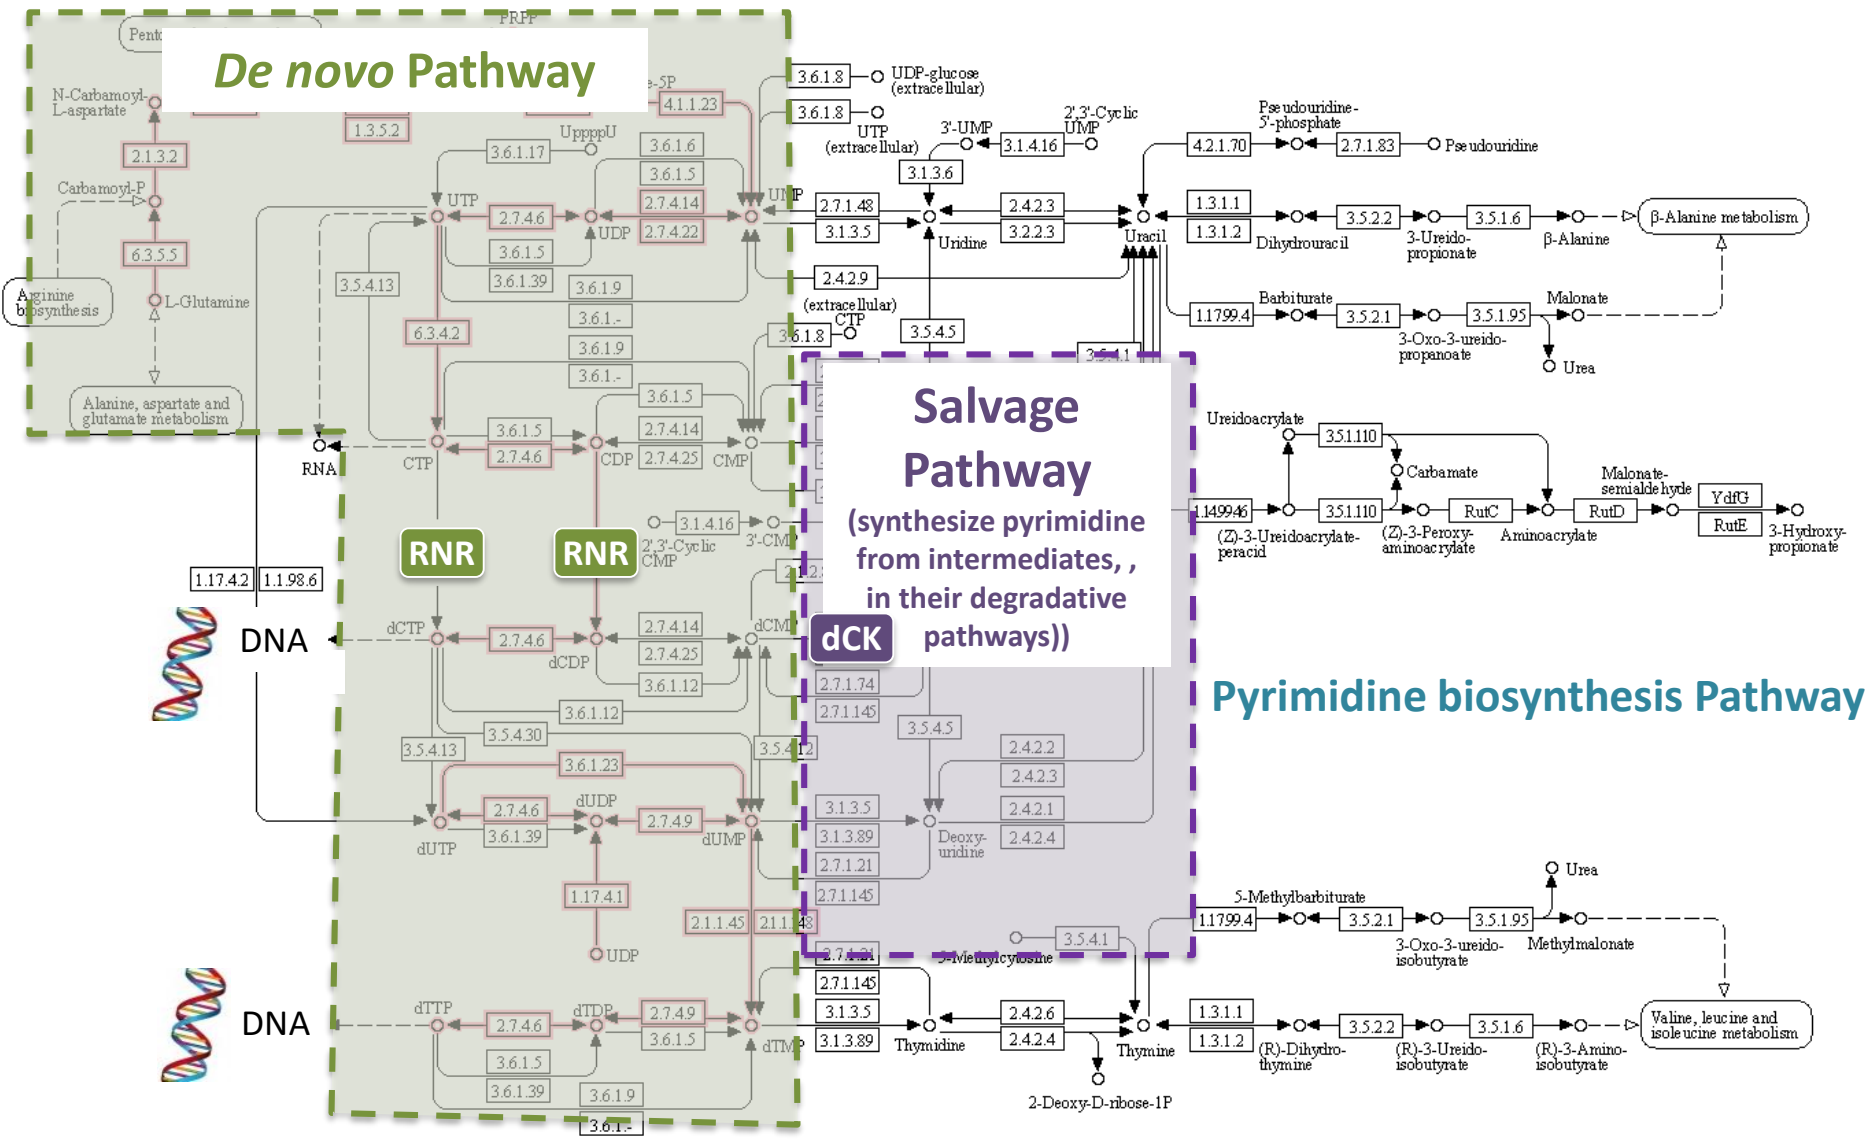 PRPP
Pento
De novo Pathway
e-5P
N-Carbamoyl-
L-aspartate
4.1.1.23
1.3.5.2
2.1.3.2
UppppU
3.6.1.17
3.6.1.6
3.6.1.5
Carbamoyl-P
UTP
2.7.4.6
UDP
2.7.4.14
2.7.4.22
UMP
6.3.5.5
3.6.1.5
3.6.1.39
3.5.4.13
L-Glutamine
Arginine
biosynthesis
3.6.1.9
3.6.1.-
6.3.4.2
3.6.1.9
3.6.1.-
Alanine, aspartate and
glutamate metabolism
3.6.1.5
RNA
CTP
3.6.1.5
2.7.4.6
CDP
2.7.4.14
2.7.4.25
CMP
3.1.4.16
2',3'-Cyclic
CMP
3'-CMP
RNR
RNR
1.17.4.2
1.1.98.6
DNA
dCTP
2.7.4.6
dCDP
2.7.4.14
2.7.4.25
dCMP
3.6.1.12
3.6.1.12
3.5.4.30
3.5.4.13
3.5.4.12
3.6.1.23
dUTP
2.7.4.6
3.6.1.39
dUDP
2.7.4.9
dUMP
1.17.4.1
UDP
2.1.1.45
2.1.1.148
DNA
dTTP
2.7.4.6
dTDP
2.7.4.9
3.6.1.5
dTMP
3.6.1.5
3.6.1.39
3.6.1.9
3.6.1.-
3.6.1.8
UDP-glucose
(extracellular)
3.6.1.8
UTP
(extracellular)
3'-UMP
3.1.4.16
2',3'-Cyclic
UMP
3.1.3.6
Pseudouridine-
5'-phosphate
4.2.1.70
2.7.1.83
Pseudouridine
2.7.1.48
3.1.3.5
Uridine
2.4.2.3
3.2.2.3
Uracil
1.3.1.1
1.3.1.2
Dihydrouracil
3.5.2.2
3-Ureido-
propionate
3.5.1.6
β-Alanine
β-Alanine metabolism
2.4.2.9
(extracellular)
CTP
3.6.1.8
3.5.4.5
3.5.4.1
Barbiturate
1.17.99.4
3.5.2.1
3-Oxo-3-ureido-
propanoate
3.5.1.95
Malonate
Urea
Salvage
Pathway
(synthesize pyrimidine
from intermediates, ,
in their degradative
pathways))
dCK
Ureidoacrylate
3.5.1.110
Carbamate
1.14.99.46
(Z)-3-Ureidoacrylate-
peracid
3.5.1.110
(Z)-3-Peroxy-
aminoacrylate
RutC
Aminoacrylate
RutD
Malonate-
semialdehyde
YdfG
RutE
3-Hydroxy-
propionate
2.7.1.74
2.7.1.145
3.5.4.5
Pyrimidine biosynthesis Pathway
2.4.2.2
2.4.2.3
3.1.3.5
3.1.3.89
2.7.1.21
2.7.1.145
Deoxy-
uridine
2.4.2.1
2.4.2.4
5-Methylcytosine
3.5.4.1
5-Methylbarbiturate
1.17.99.4
3.5.2.1
3-Oxo-3-ureido-
isobutyrate
3.5.1.95
Methylmalonate
Urea
2.7.1.21
2.7.1.145
3.1.3.5
3.1.3.89
Thymidine
2.4.2.6
2.4.2.4
Thymine
2-Deoxy-D-ribose-1P
1.3.1.1
1.3.1.2
(R)-Dihydro-
thymine
3.5.2.2
(R)-3-Ureido-
isobutyrate
3.5.1.6
(R)-3-Amino-
isobutyrate
Valine, leucine and
isoleucine metabolism